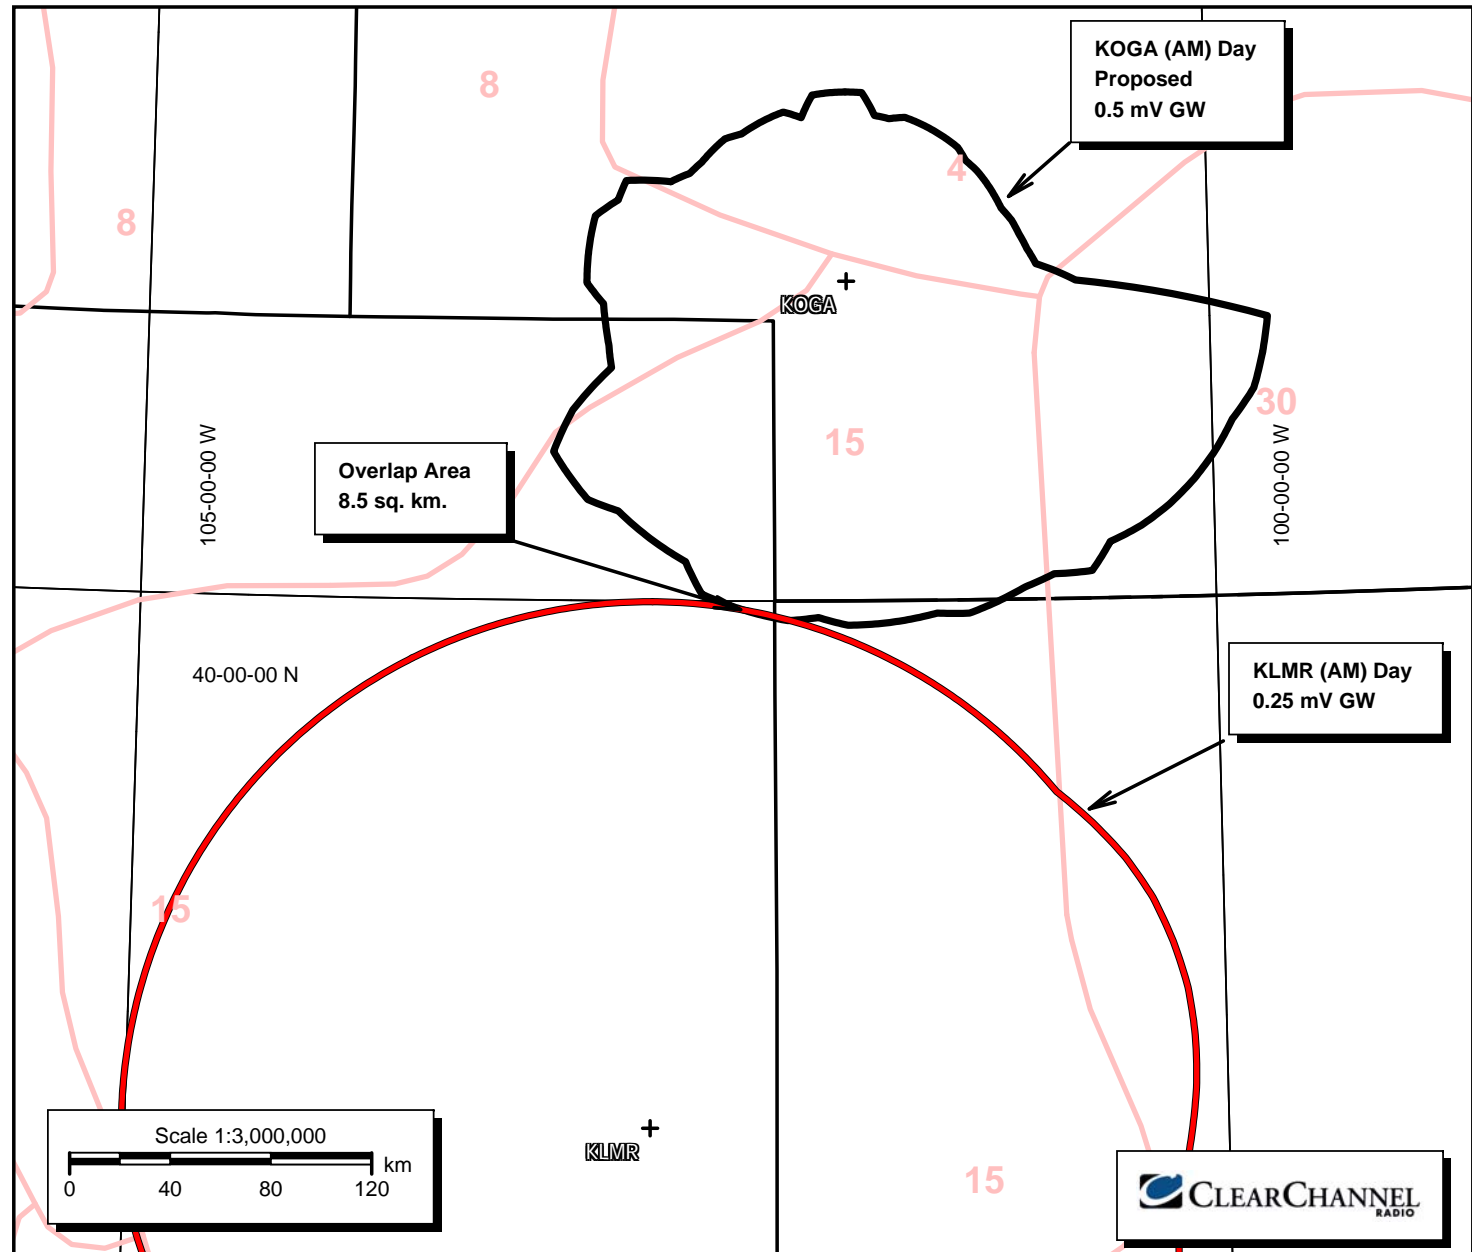 KOGA (AM) Day
Proposed
0.5 mV GW
8
4
8
KOGA
30
15
105-00-00 W
100-00-00 W
Overlap Area
8.5 sq. km.
40-00-00 N
KLMR (AM) Day
0.25 mV GW
15
KLMR
15
Scale 1:3,000,000
km
0 40 80 120
CLEARCHANNEL
RADIO